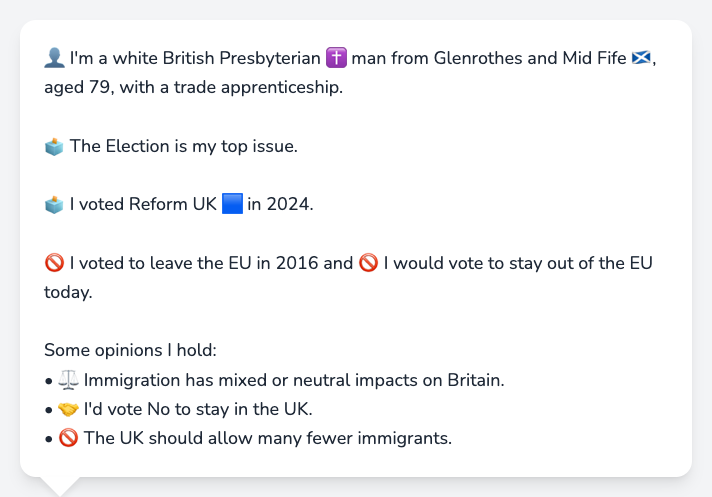 👤 I'm a white British Presbyterian ✝️ man from Glenrothes and Mid Fife 🏴󠁧󠁢󠁳󠁣󠁴󠁿,
aged 79, with a trade apprenticeship.
🗳️ The Election is my top issue.
🗳️ I voted Reform UK 🟦 in 2024.
🚫 I voted to leave the EU in 2016 and 🚫 I would vote to stay out of the EU
today.
Some opinions I hold:
• ⚖️ Immigration has mixed or neutral impacts on Britain.
• 🤝 I'd vote No to stay in the UK.
• 🚫 The UK should allow many fewer immigrants.